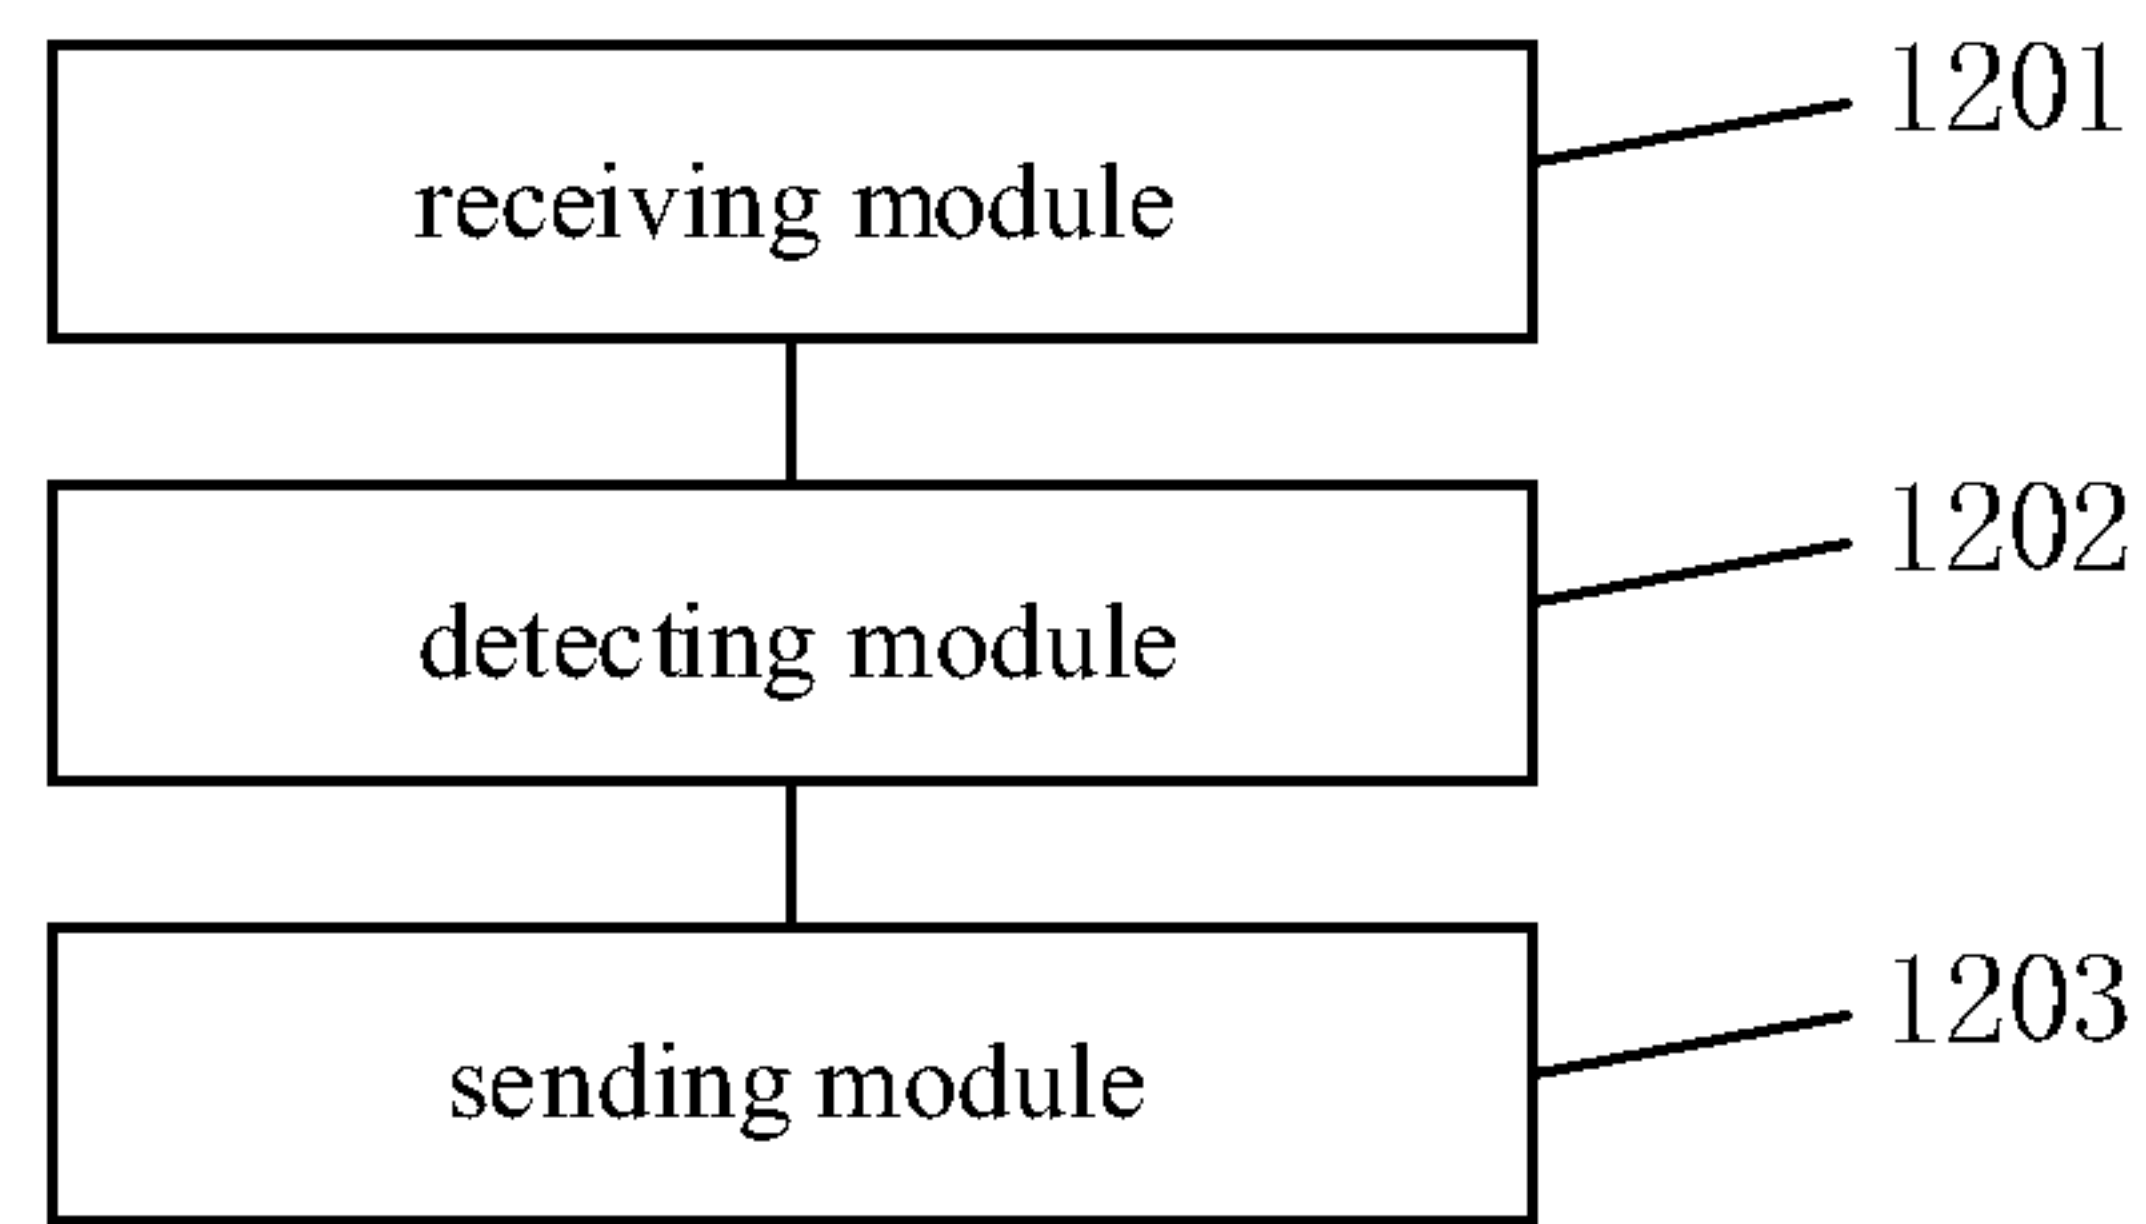 receiving module
1201
detecting module
1202
sending module
1203